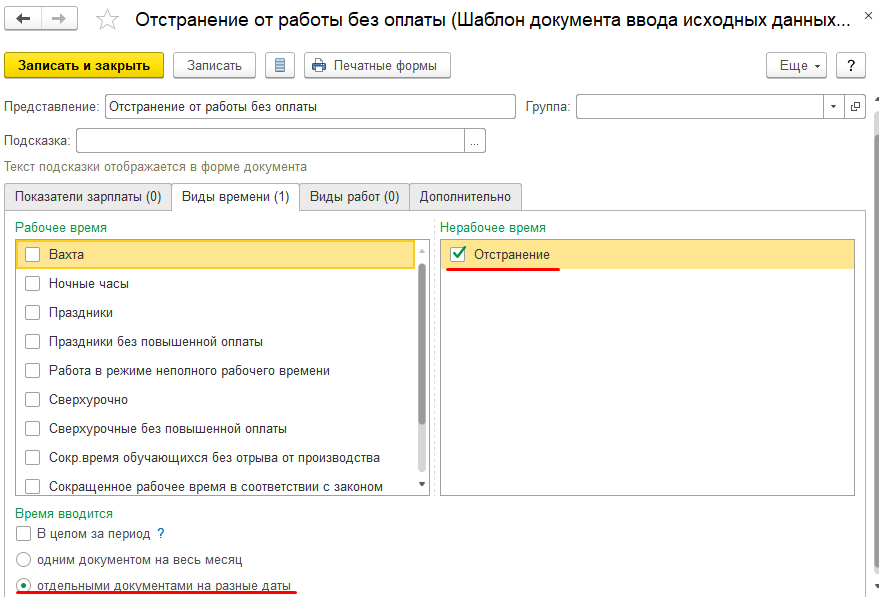 Отстранение от работы без оплаты (Шаблон документа ввода исходных данных...
Записать и закрыть
Записать
Печатные формы
Еще
?
Представление: Отстранение от работы без оплаты
Группа:
Подсказка:
...
Текст подсказки отображается в форме документа
Показатели зарплаты (0)
Виды времени (1)
Виды работ (0)
Дополнительно
Рабочее время
Вахта
Ночные часы
Праздники
Праздники без повышенной оплаты
Работа в режиме неполного рабочего времени
Сверхурочно
Сверхурочные без повышенной оплаты
Сокр.время обучающихся без отрыва от производства
Сокращенное рабочее время в соответствии с законом
Нерабочее время
Отстранение
Время вводится
В целом за период ?
одним документом на весь месяц
отдельными документами на разные даты